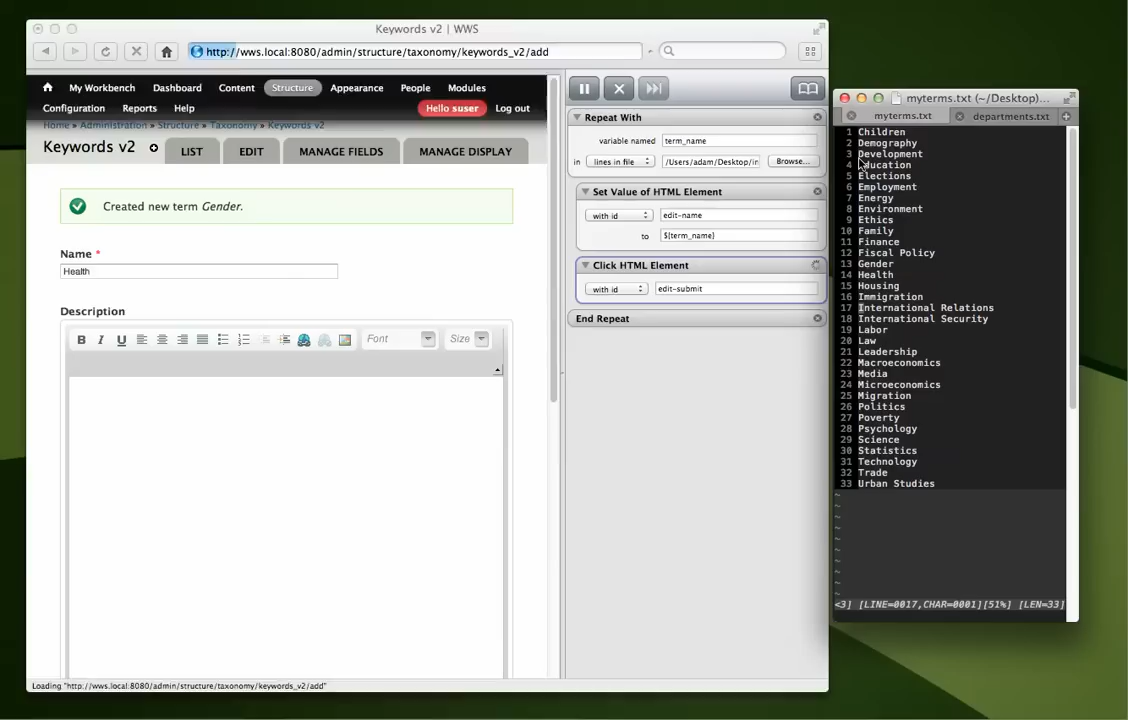 Keywords v2 | WWS
http://wws.local:8080/admin/structure/taxonomy/keywords_v2/add
My Workbench Dashboard Content Structure Appearance People Modules
Configuration Reports Help Hello suser Log out
Home » Administration » Structure » Taxonomy » Keywords v2
Keywords v2 LIST EDIT MANAGE FIELDS MANAGE DISPLAY
Created new term Gender.
Name *
Health
Description
B I U Font Size
Loading "http://wws.local:8080/admin/structure/taxonomy/keywords_v2/add"
Repeat With
variable named term_name
in lines in file /Users/adam/Desktop/in Browse...
Set Value of HTML Element
with id edit-name
to ${term_name}
Click HTML Element
with id edit-submit
End Repeat
myterms.txt (~/Desktop)...
myterms.txt departments.txt
1 Children
2 Demography
3 Development
4 Education
5 Elections
6 Employment
7 Energy
8 Environment
9 Ethics
10 Family
11 Finance
12 Fiscal Policy
13 Gender
14 Health
15 Housing
16 Immigration
17 International Relations
18 International Security
19 Labor
20 Law
21 Leadership
22 Macroeconomics
23 Media
24 Microeconomics
25 Migration
26 Politics
27 Poverty
28 Psychology
29 Science
30 Statistics
31 Technology
32 Trade
33 Urban Studies
~
~
~
~
~
~
~
~
~
<3] [LINE=0017,CHAR=0001][51%] [LEN=33]